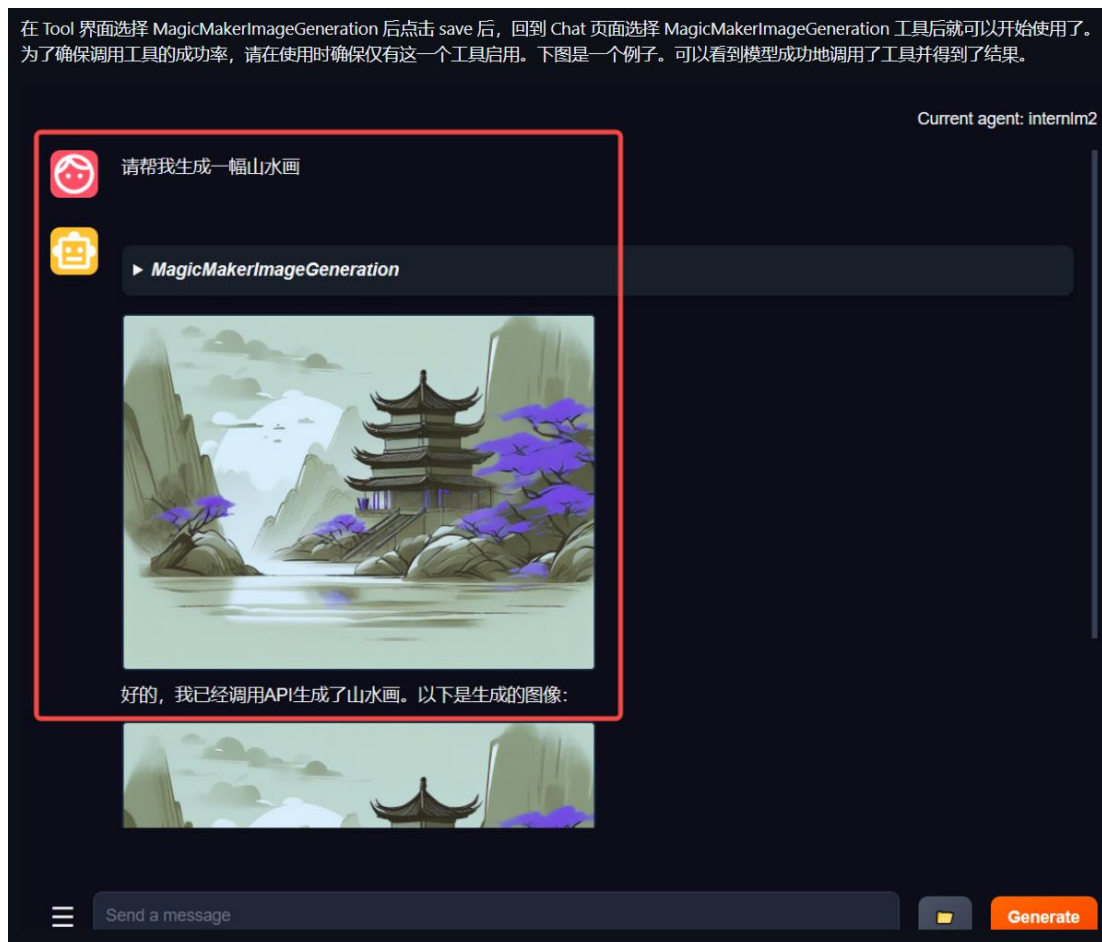 在 Tool 界面选择 MagicMakerImageGeneration 后点击 save 后，回到 Chat 页面选择 MagicMakerImageGeneration 工具后就可以开始使用了。
为了确保调用工具的成功率，请在使用时确保仅有这一个工具启用。下图是一个例子。可以看到模型成功地调用了工具并得到了结果。
Current agent: internlm2
请帮我生成一幅山水画
MagicMakerImageGeneration
好的，我已经调用API生成了山水画。以下是生成的图像：
Send a message
Generate